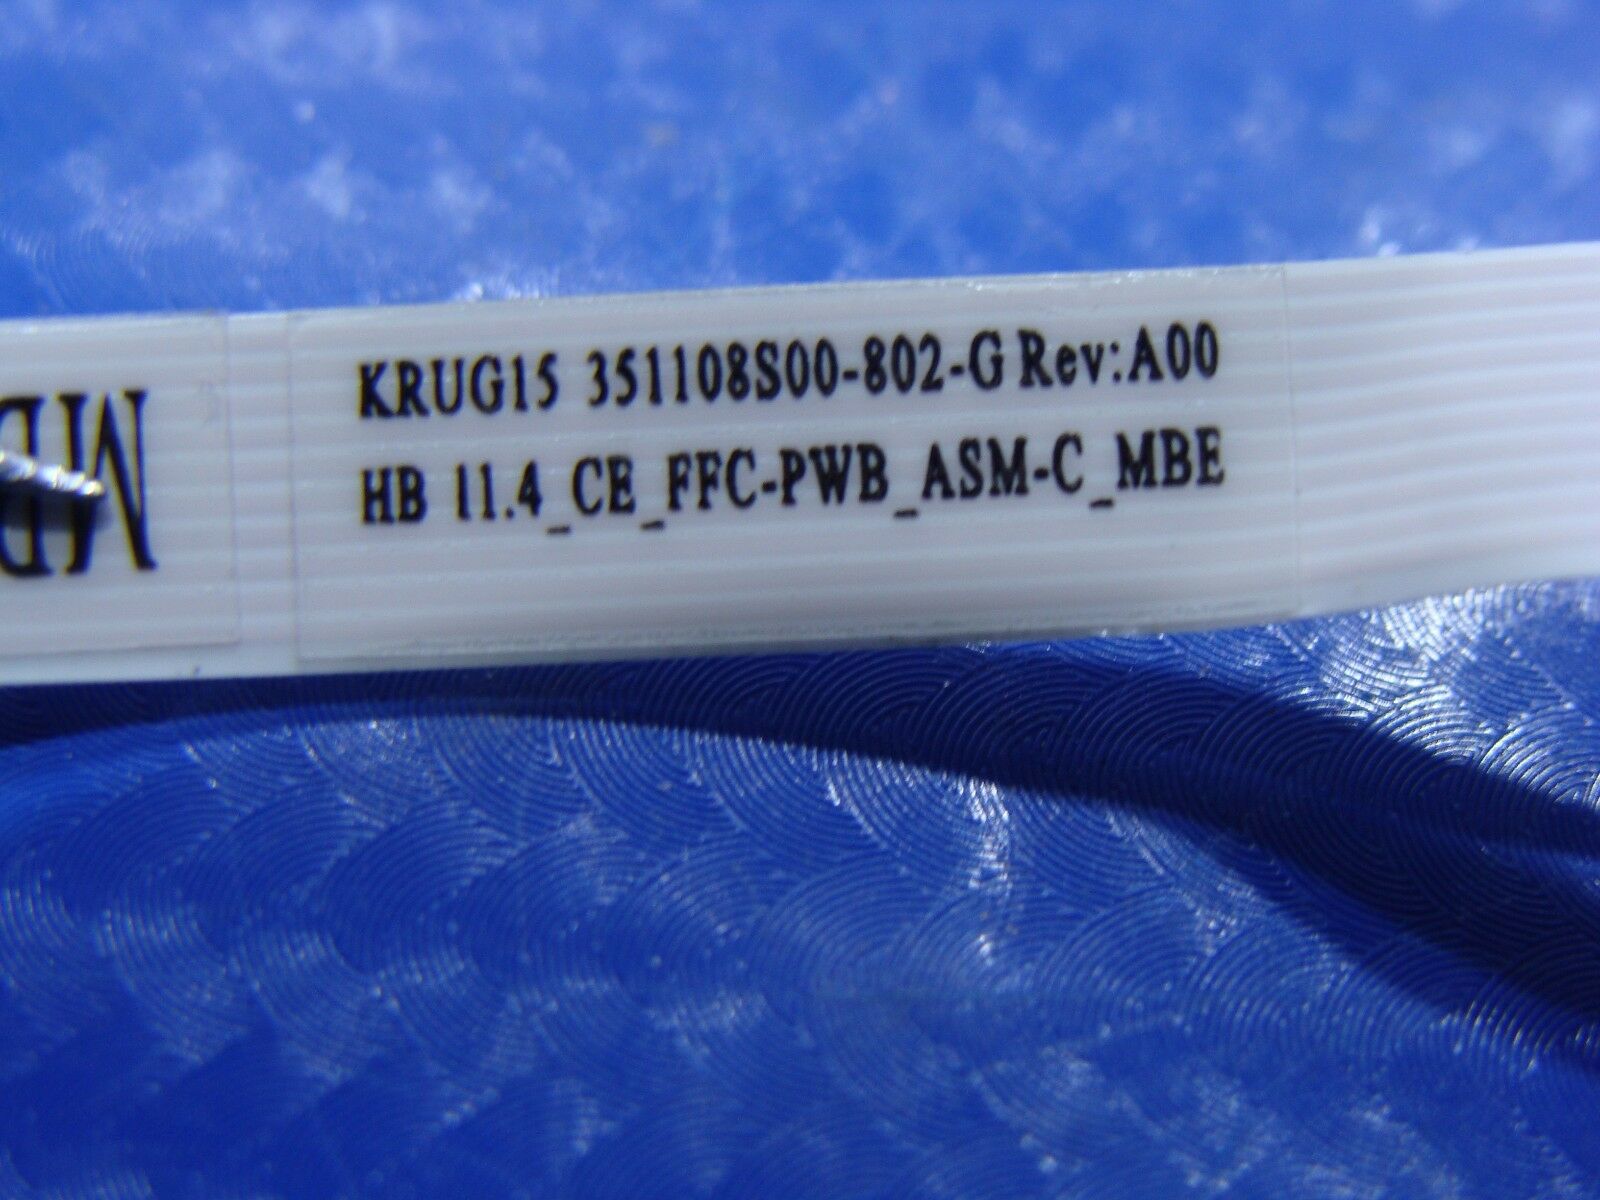 KRUG15 351108S00-802-G Rev:A00
HB 11.4_CE_FFC-PWB_ASM-C_MBE